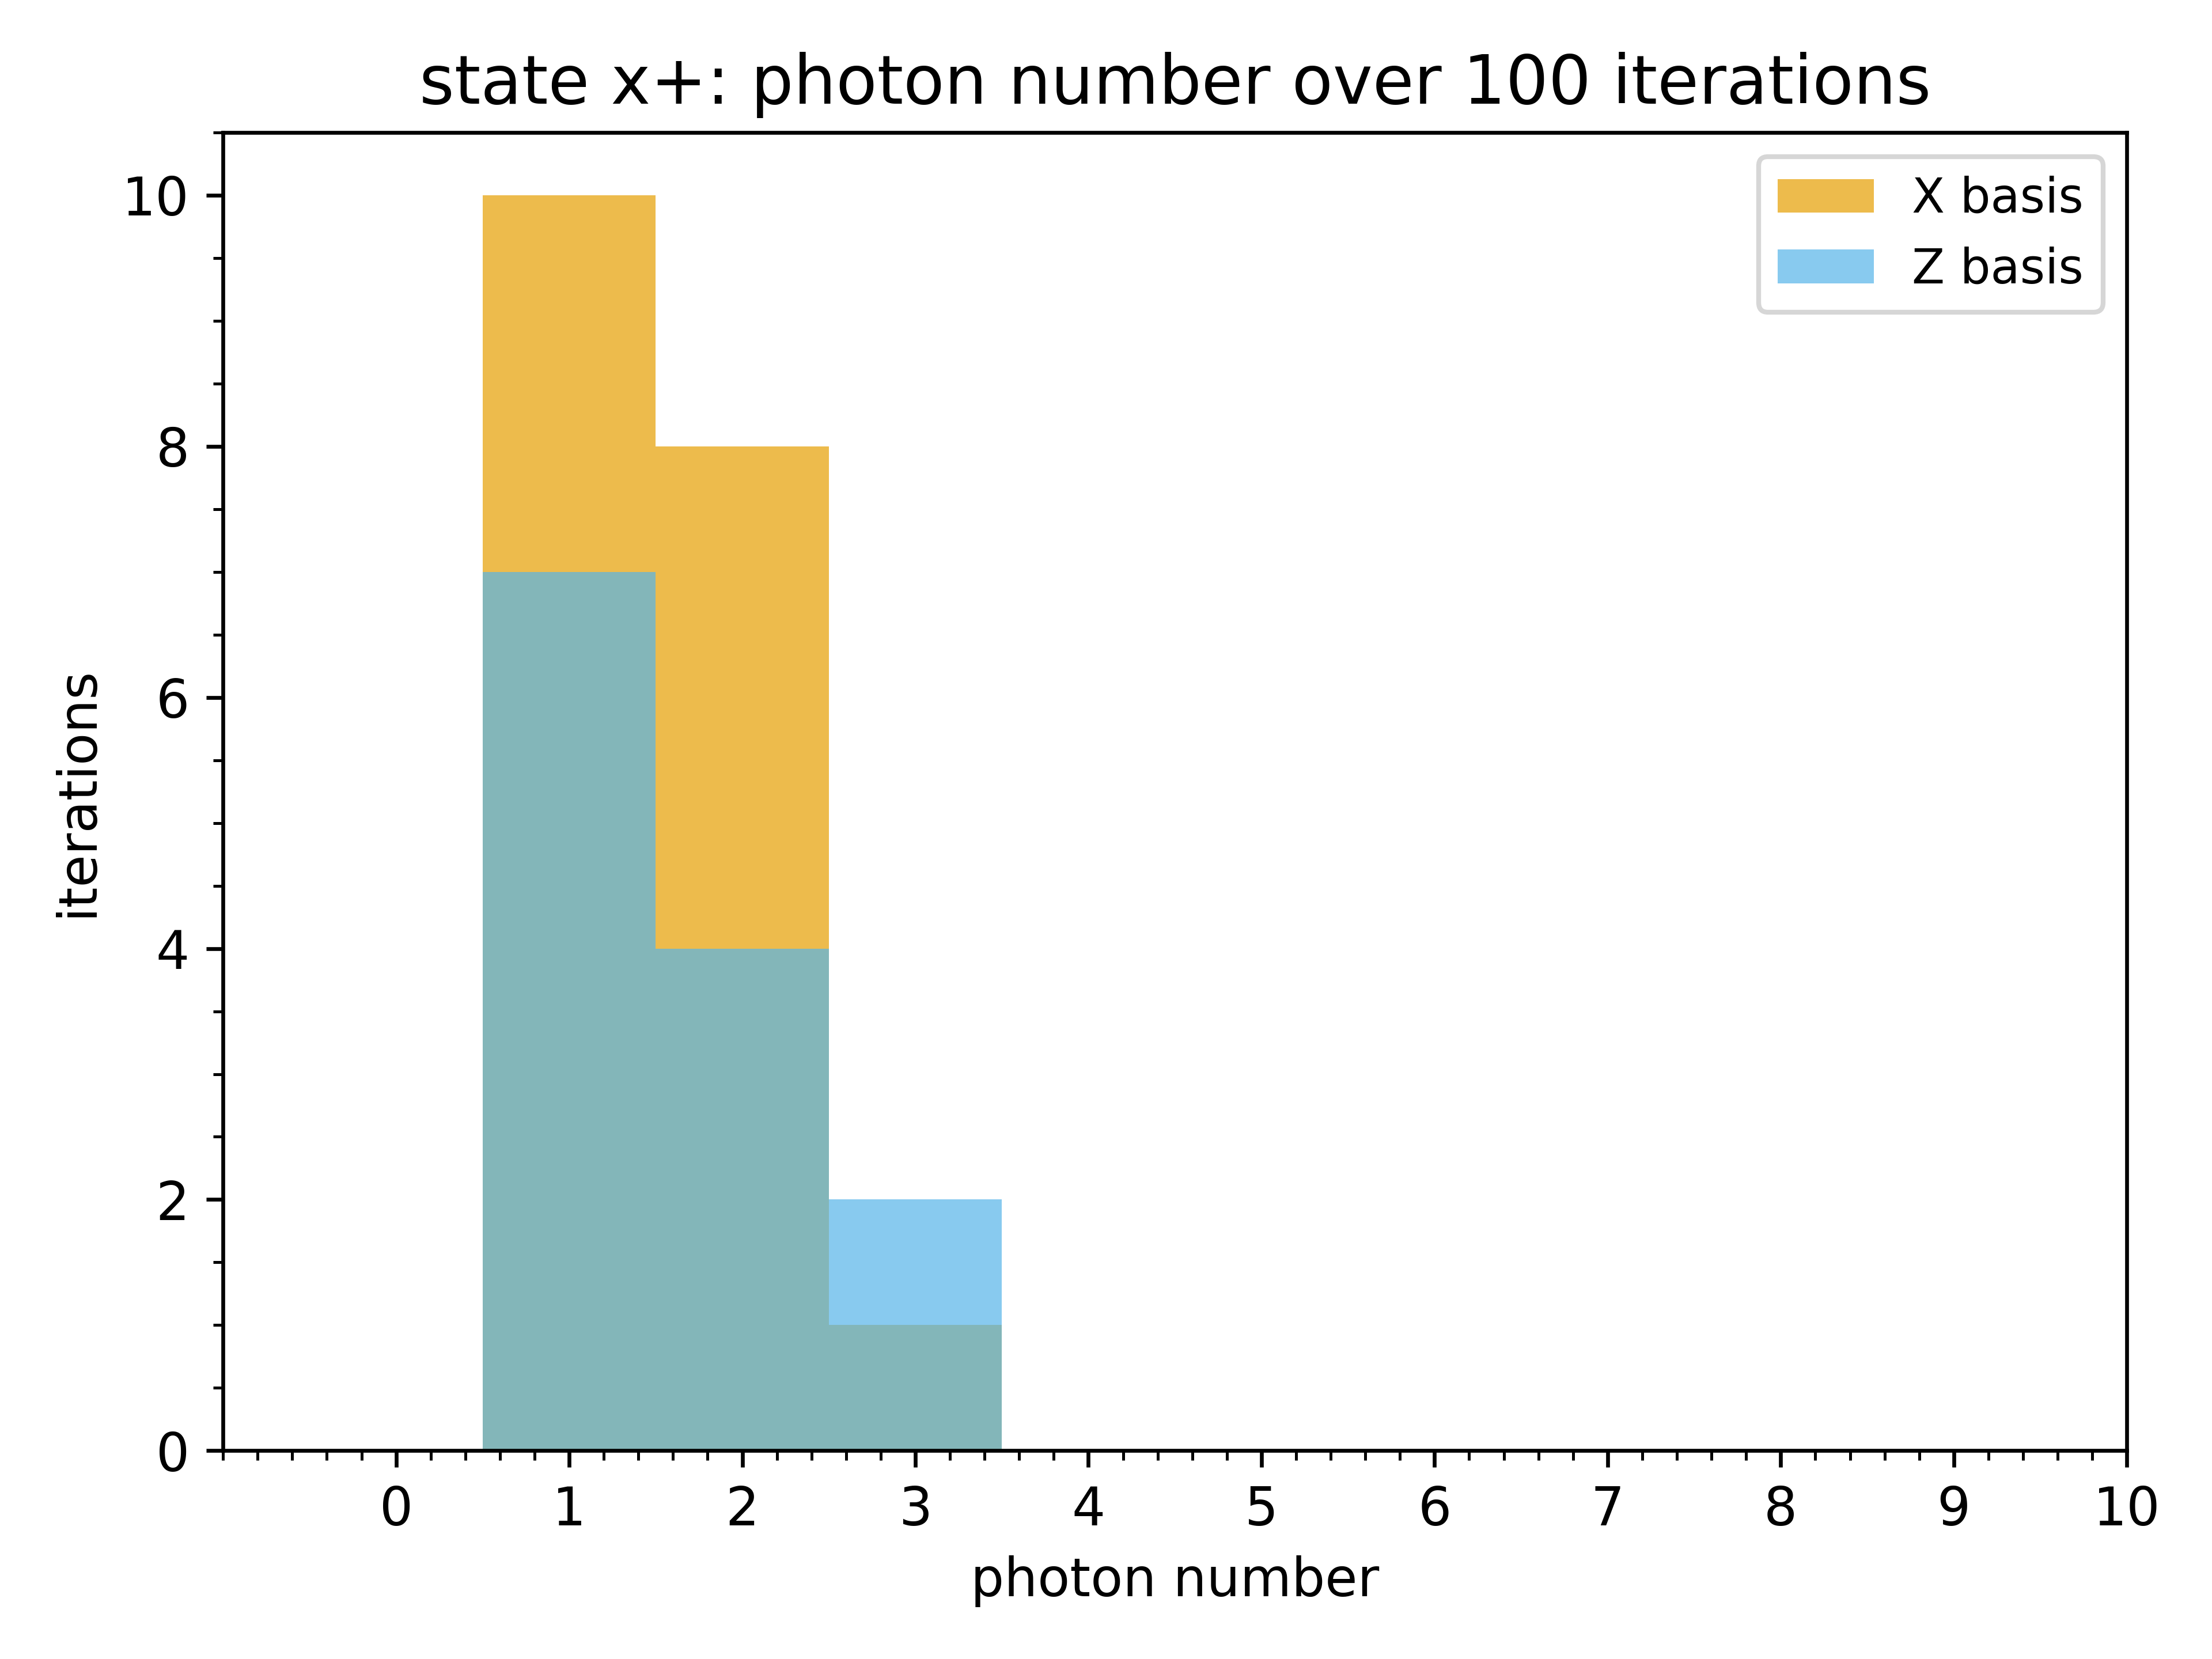 state x+: photon number over 100 iterations
X basis
Z basis
10
8
6
4
2
0
iterations
0 1 2 3 4 5 6 7 8 9 10
photon number